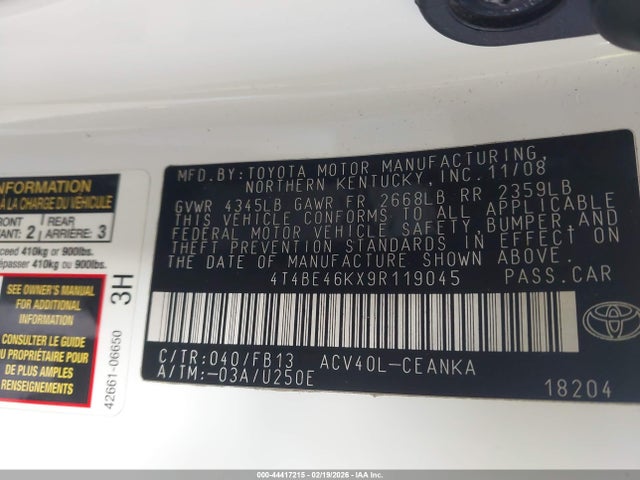 MFD. BY: TOYOTA MOTOR MANUFACTURING,
NORTHERN KENTUCKY, INC. 11/08
GVWR 4345LB GAWR FR 2668LB RR 2359LB
THIS VEHICLE CONFORMS TO ALL APPLICABLE
FEDERAL MOTOR VEHICLE SAFETY, BUMPER, AND
THEFT PREVENTION STANDARDS IN EFFECT ON
THE DATE OF MANUFACTURE SHOWN ABOVE.
4T4BE46KX9R119045 PASS.CAR
C/TR:040/FB13 ACV40L-CEANKA
A/TM:-03A/U250E
18204
TOYOTA
INFORMATION
À LA CHARGE DU VÉHICULE
2
REAR
ARRIÈRE: 3
410kg or 900lbs.
410kg ou 900lbs.
SEE OWNER'S MANUAL
FOR ADDITIONAL
INFORMATION
CONSULTER LE GUIDE
DU PROPRIÉTAIRE POUR
DE PLUS AMPLES
RENSEIGNEMENTS
3H
42661-06650
000-44417215 - 02/19/2026 - IAAI, Inc.